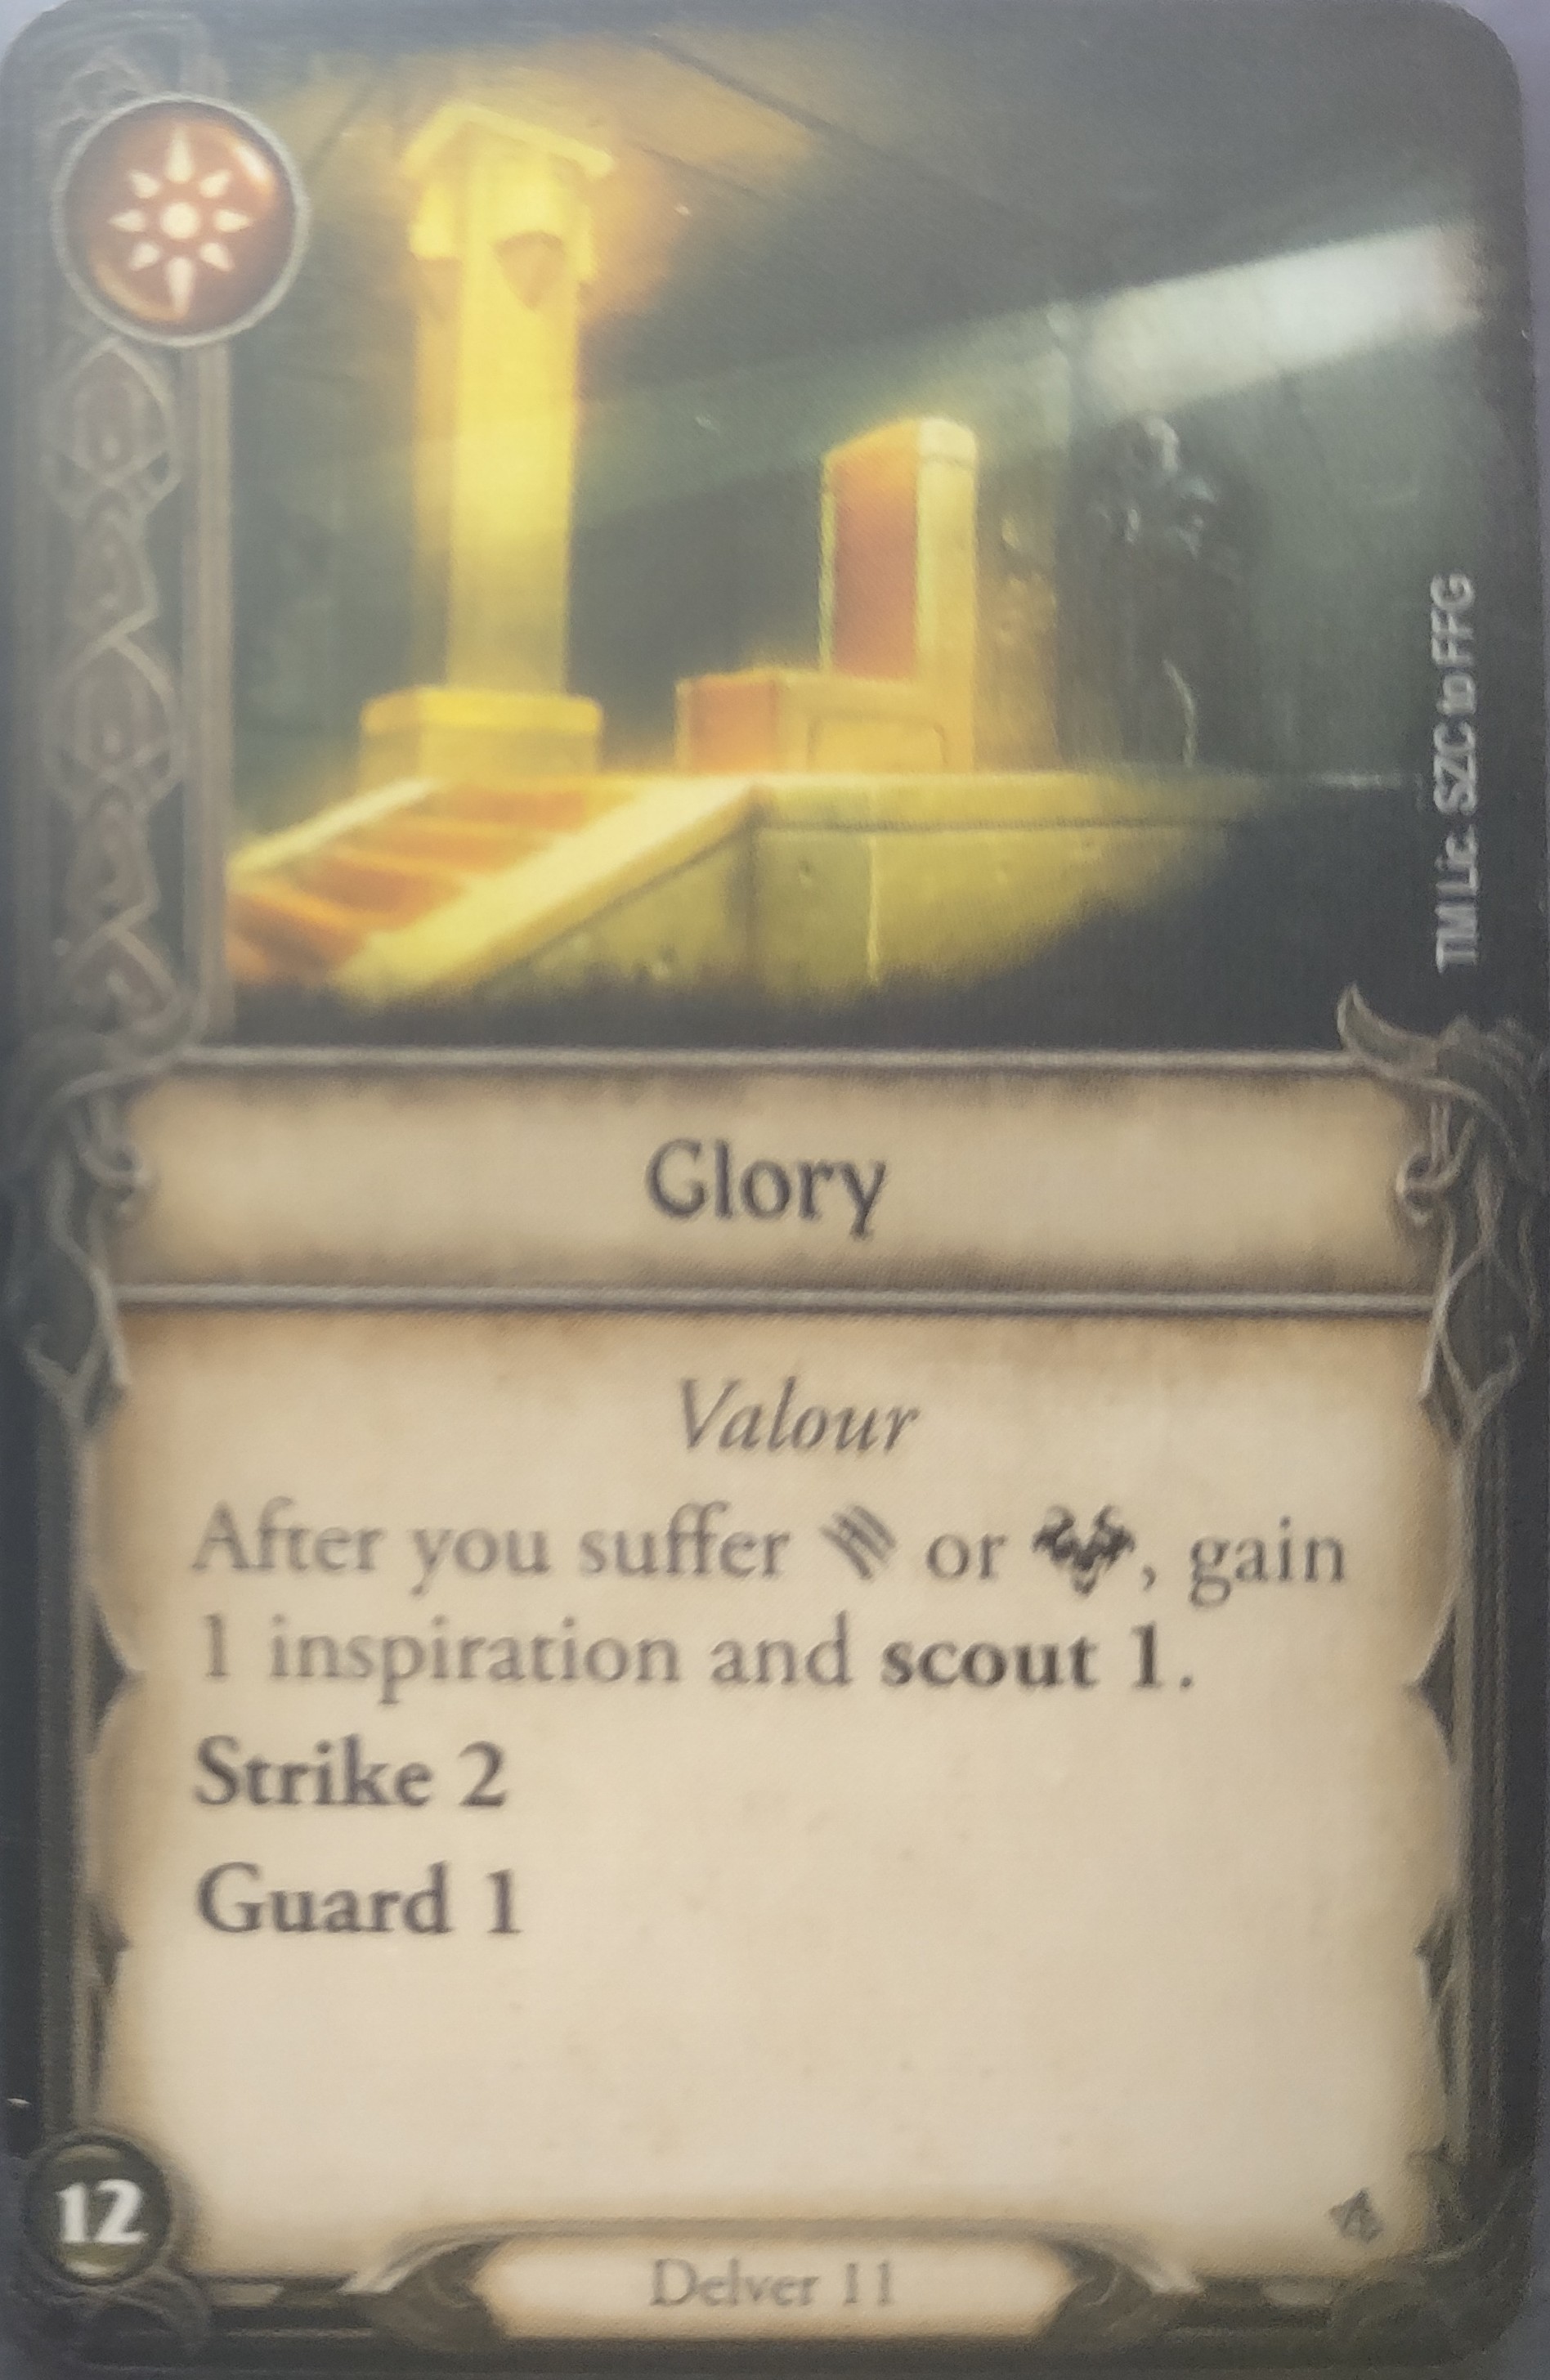 TM Lic. SZC to FFG
Glory
Valour
After you suffer or , gain
1 inspiration and scout 1.
Strike 2
Guard 1
12
Delver 11